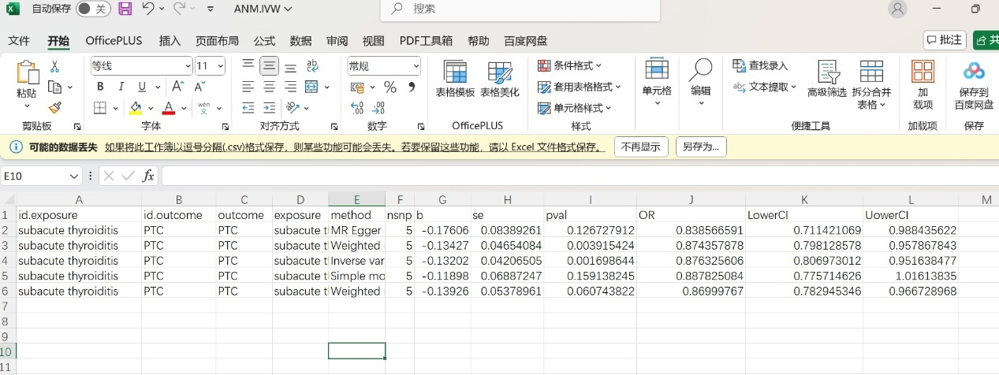 自动保存 关 ANM.IVW 搜索
文件 开始 OfficePLUS 插入 页面布局 公式 数据 审阅 视图 PDF工具箱 帮助 百度网盘 批注 共
等线 11 常规 条件格式 查找录入
粘贴 B I U A A 套用表格格式 文本提取
wén 文 % 单元格样式
表格模板 表格美化 单元格 编辑 高级筛选 拆分合并表格 加载项 保存到百度网盘
剪贴板 字体 对齐方式 数字 OfficePLUS 样式 便捷工具 加载项 保存
可能的数据丢失 如果将此工作簿以逗号分隔(.csv)格式保存，则某些功能可能会丢失。若要保留这些功能，请以 Excel 文件格式保存。 不再显示 另存为...
E10 fx
A B C D E F G H I J K L M
1 id.exposure id.outcome outcome exposure method nsnp b se pval OR LowerCI UowerCI
2 subacute thyroiditis PTC PTC subacute t MR Egger 5 -0.17606 0.08389261 0.126727912 0.838566591 0.711421069 0.988435622
3 subacute thyroiditis PTC PTC subacute t Weighted 5 -0.13427 0.04654084 0.003915424 0.874357878 0.798128578 0.957867843
4 subacute thyroiditis PTC PTC subacute t Inverse var 5 -0.13202 0.04206505 0.001698644 0.876325606 0.806973012 0.951638477
5 subacute thyroiditis PTC PTC subacute t Simple mo 5 -0.11898 0.06887247 0.159138245 0.887825084 0.775714626 1.01613835
6 subacute thyroiditis PTC PTC subacute t Weighted 5 -0.13926 0.05378961 0.060743822 0.86999767 0.782945346 0.966728968
7
8
9
10
11